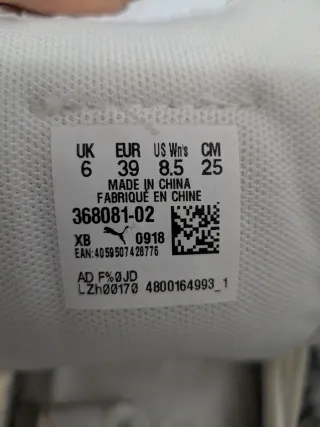 UK EUR US Wn's CM
6 39 8.5 25
MADE IN CHINA
FABRIQUÉ EN CHINE
368081-02
XB 0918
EAN:4059507428776
AD F%0JD
LZh00170 4800164993_1